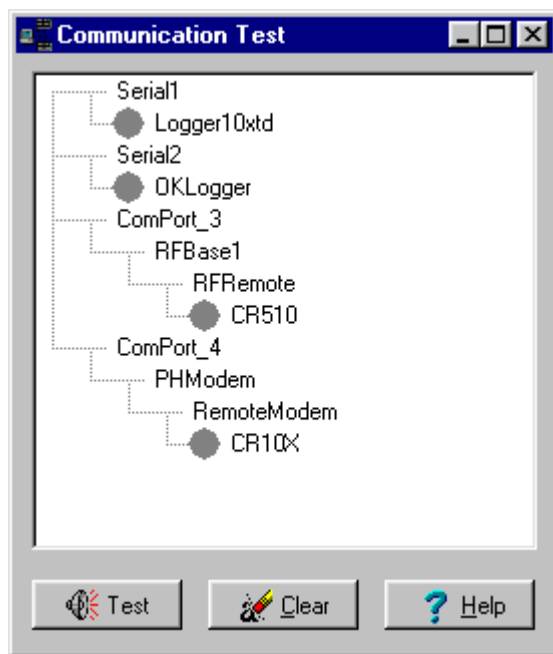 Communication Test
Serial1
Logger10xtd
Serial2
OKLogger
ComPort_3
RFBase1
RFRemote
CR510
ComPort_4
PHModem
RemoteModem
CR10X
Test
Clear
? Help